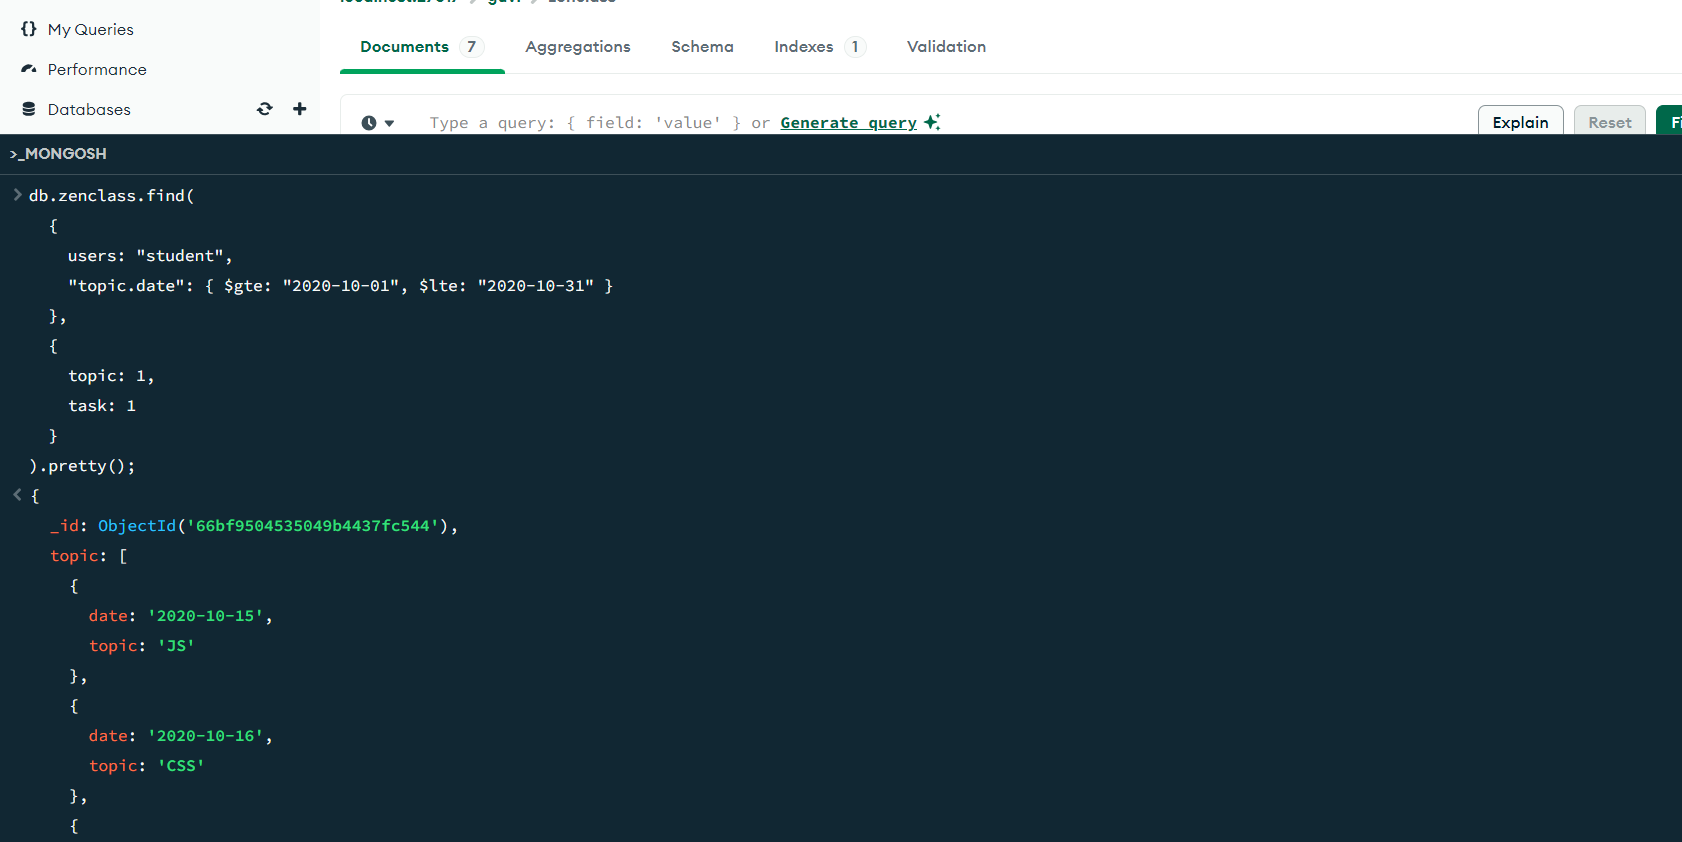 My Queries
Performance
Databases
Documents 7 Aggregations Schema Indexes 1 Validation
Type a query: { field: 'value' } or Generate query
Explain Reset
>_MONGOSH
db.zenclass.find(
{
users: "student",
"topic.date": { $gte: "2020-10-01", $lte: "2020-10-31" }
},
{
topic: 1,
task: 1
}
).pretty();
{
_id: ObjectId('66bf9504535049b4437fc544'),
topic: [
{
date: '2020-10-15',
topic: 'JS'
},
{
date: '2020-10-16',
topic: 'CSS'
},
{